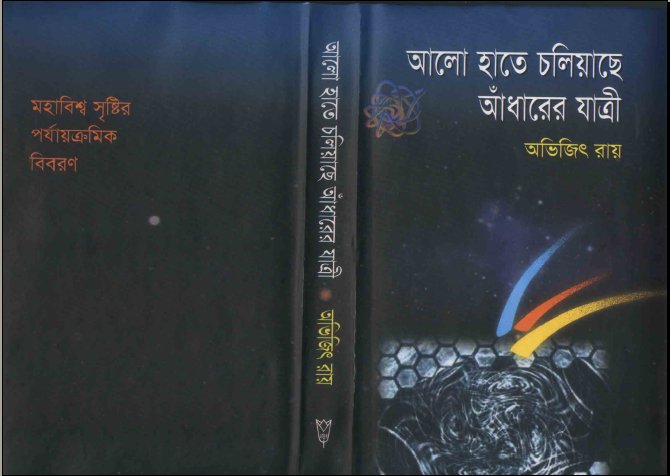 মহাবিশ্ব সৃষ্টির
পর্যায়ক্রমিক
বিবরণ
আলো হাতে চলিয়াছে আঁধারের যাত্রী
অভিজিৎ রায়
আলো হাতে চলিয়াছে
আঁধারের যাত্রী
অভিজিৎ রায়